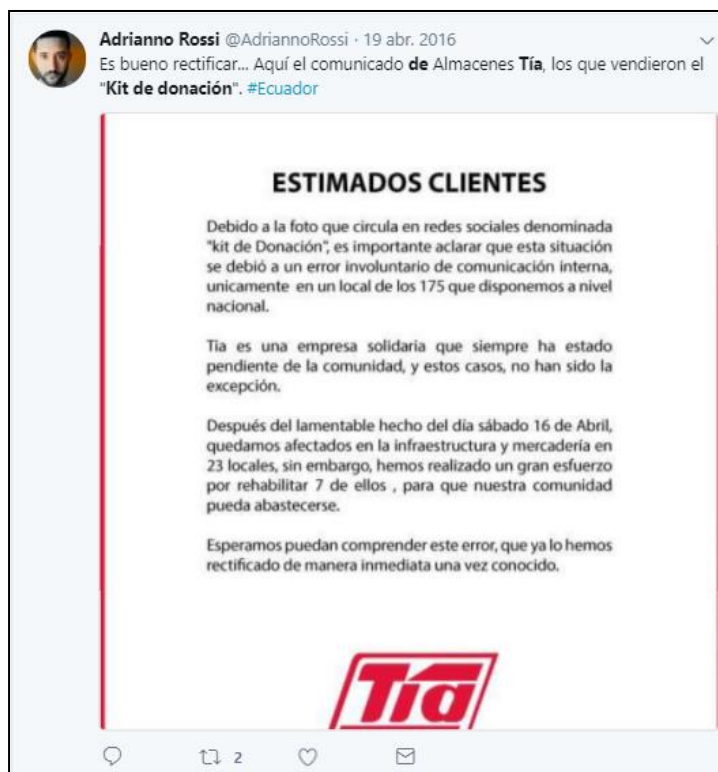 Adrianno Rossi @AdriannoRossi · 19 abr. 2016
Es bueno rectificar... Aquí el comunicado de Almacenes Tía, los que vendieron el
"Kit de donación". #Ecuador
ESTIMADOS CLIENTES
Debido a la foto que circula en redes sociales denominada
"kit de Donación", es importante aclarar que esta situación
se debió a un error involuntario de comunicación interna,
unicamente en un local de los 175 que disponemos a nivel
nacional.
Tia es una empresa solidaria que siempre ha estado
pendiente de la comunidad, y estos casos, no han sido la
excepción.
Después del lamentable hecho del día sábado 16 de Abril,
quedamos afectados en la infraestructura y mercadería en
23 locales, sin embargo, hemos realizado un gran esfuerzo
por rehabilitar 7 de ellos , para que nuestra comunidad
pueda abastecerse.
Esperamos puedan comprender este error, que ya lo hemos
rectificado de manera inmediata una vez conocido.
Tía
2